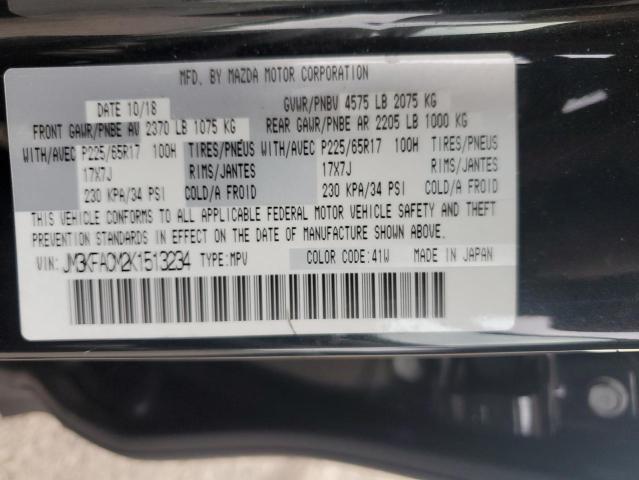 MFD. BY MAZDA MOTOR CORPORATION
DATE 10/18 GVWR/PNBV 4575 LB 2075 KG
FRONT GAWR/PNBE AV 2370 LB 1075 KG REAR GAWR/PNBE AR 2205 LB 1000 KG
WITH/AVEC P225/65R17 100H TIRES/PNEUS WITH/AVEC P225/65R17 100H TIRES/PNEUS
17X7J RIMS/JANTES 17X7J RIMS/JANTES
230 KPA/34 PSI COLD/A FROID 230 KPA/34 PSI COLD/A FROID
THIS VEHICLE CONFORMS TO ALL APPLICABLE FEDERAL MOTOR VEHICLE SAFETY AND THEFT
PREVENTION STANDARDS IN EFFECT ON THE DATE OF MANUFACTURE SHOWN ABOVE.
VIN: JM3KFACM2K1513234 TYPE: MPV COLOR CODE: 41W MADE IN JAPAN